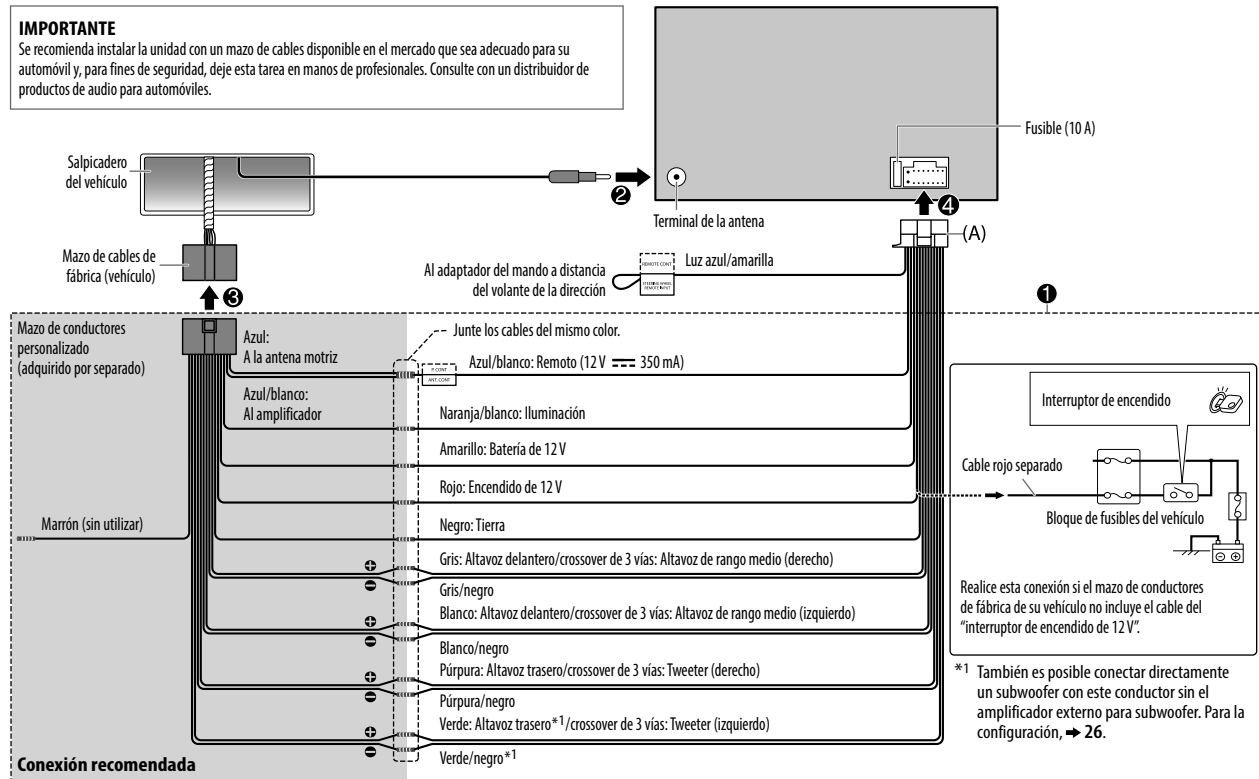 IMPORTANTE
Se recomienda instalar la unidad con un mazo de cables disponible en el mercado que sea adecuado para su
automóvil y, para fines de seguridad, deje esta tarea en manos de profesionales. Consulte con un distribuidor de
productos de audio para automóviles.
Fusible (10 A)
Salpicadero
del vehículo
2
4
Terminal de la antena
(A)
Mazo de cables de
fábrica (vehículo)
Al adaptador del mando a distancia
del volante de la dirección
REMOTE CONT
STEERING WHEEL
REMOTE INPUT
Luz azul/amarilla
3
1
Mazo de conductores
personalizado
(adquirido por separado)
Azul:
A la antena motriz
Junte los cables del mismo color.
P. CONT
ANT. CONT
Azul/blanco: Remoto (12 V 350 mA)
Azul/blanco:
Al amplificador
Naranja/blanco: Iluminación
Amarillo: Batería de 12 V
Rojo: Encendido de 12 V
Marrón (sin utilizar)
Negro: Tierra
Gris: Altavoz delantero/crossover de 3 vías: Altavoz de rango medio (derecho)
Gris/negro
Blanco: Altavoz delantero/crossover de 3 vías: Altavoz de rango medio (izquierdo)
Blanco/negro
Púrpura: Altavoz trasero/crossover de 3 vías: Tweeter (derecho)
Púrpura/negro
Verde: Altavoz trasero*1/crossover de 3 vías: Tweeter (izquierdo)
Verde/negro*1
Conexión recomendada
Interruptor de encendido
Cable rojo separado
Bloque de fusibles del vehículo
Realice esta conexión si el mazo de conductores
de fábrica de su vehículo no incluye el cable del
“interruptor de encendido de 12 V”.
*1 También es posible conectar directamente
un subwoofer con este conductor sin el
amplificador externo para subwoofer. Para la
configuración, ➜ 26.